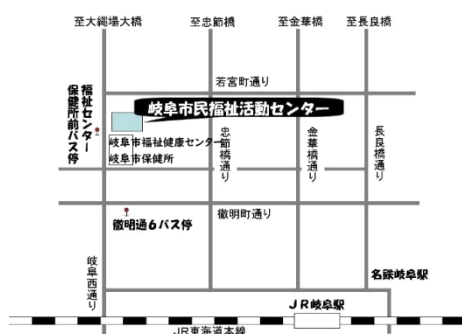 至大縄場大橋
至忠節橋
至金華橋
至長良橋
福祉センター
保健所前バス停
若宮町通り
岐阜市民福祉活動センター
岐阜市福祉健康センター
岐阜市保健所
忠節橋通り
金華橋通り
長良橋通り
徹明通6バス停
徹明町通り
岐阜西通り
名鉄岐阜駅
JR岐阜駅
JR東海道本線